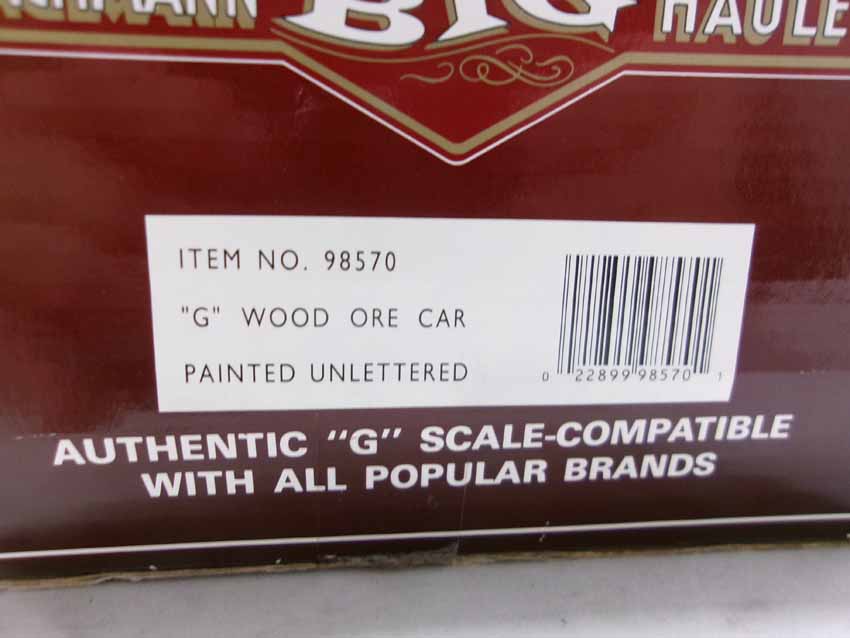 BIG
ITEM NO. 98570
"G" WOOD ORE CAR
PAINTED UNLETTERED
0 22899 98570 1
AUTHENTIC "G" SCALE-COMPATIBLE
WITH ALL POPULAR BRANDS